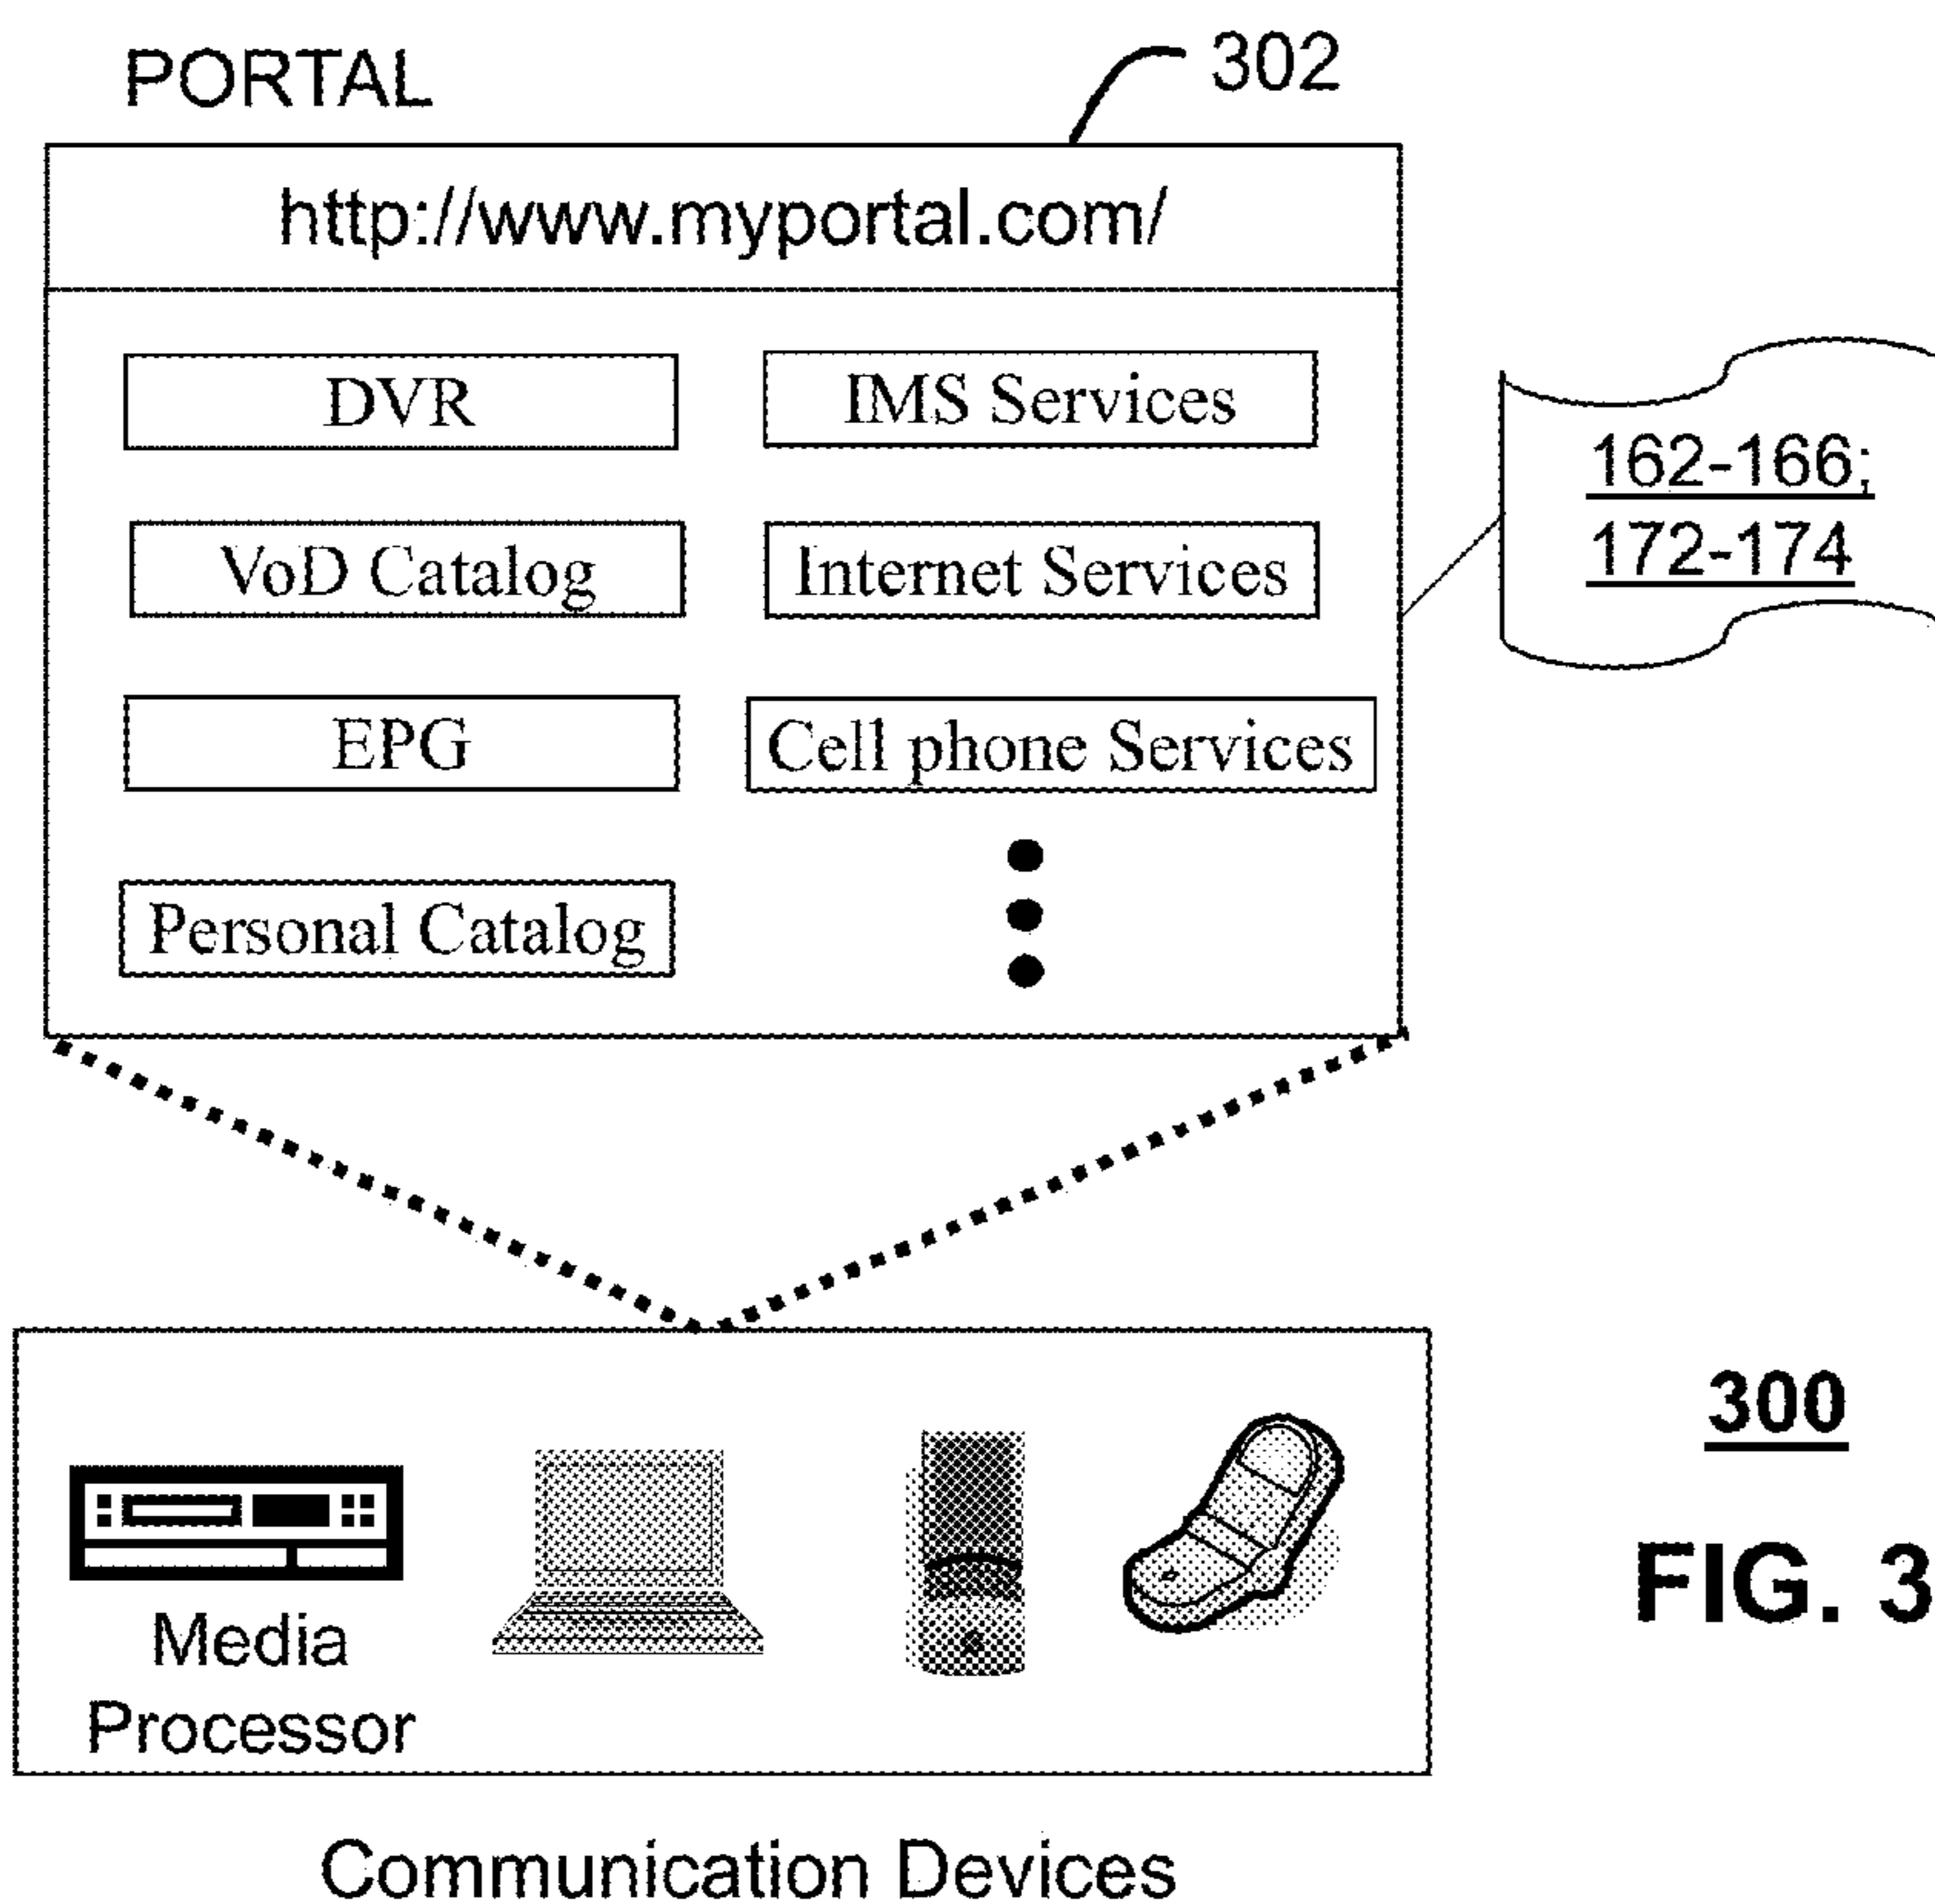 PORTAL
302
http://www.myportal.com/
DVR
IMS Services
VoD Catalog
Internet Services
EPG
Cell phone Services
Personal Catalog
162-166;
172-174
Media
Processor
Communication Devices
300
FIG. 3